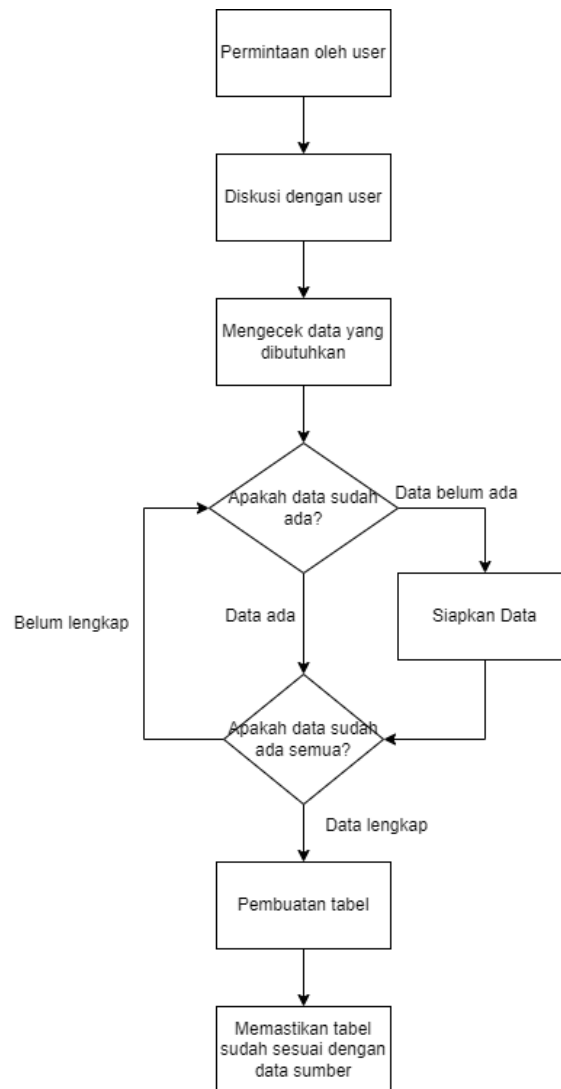 Permintaan oleh user
Diskusi dengan user
Mengecek data yang
dibutuhkan
Apakah data sudah
ada?
Data belum ada
Belum lengkap
Data ada
Siapkan Data
Apakah data sudah
ada semua?
Data lengkap
Pembuatan tabel
Memastikan tabel
sudah sesuai dengan
data sumber